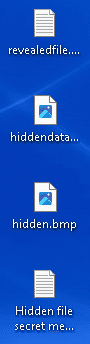 revealedfile....
hiddendata...
hidden.bmp
Hidden file
secret me...